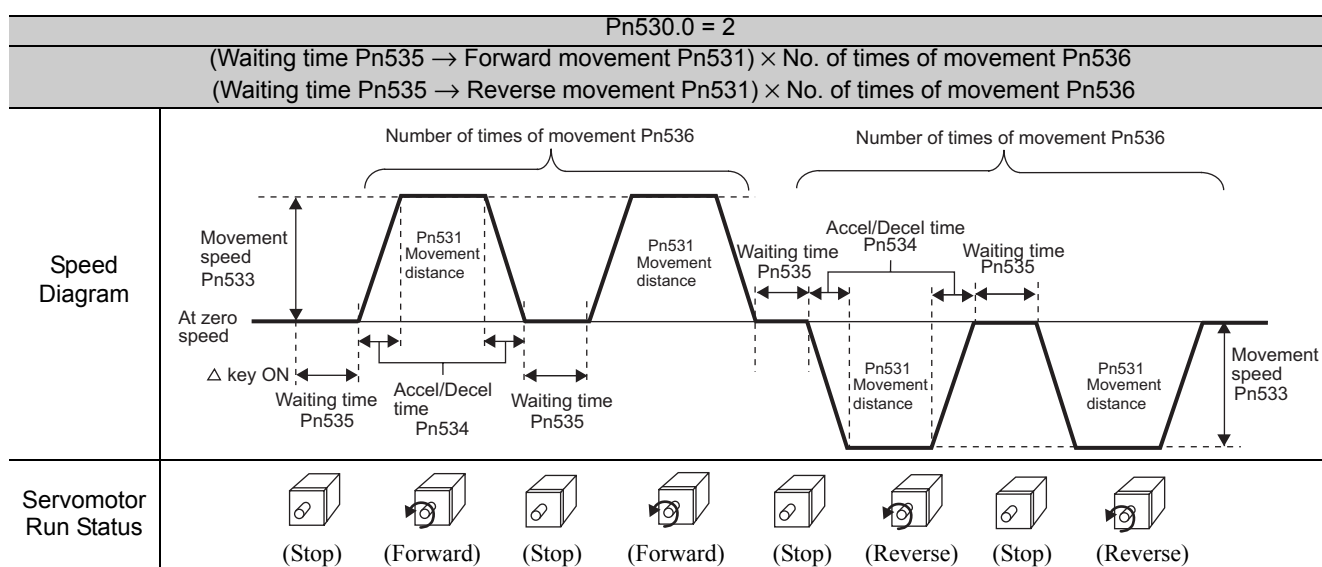 Pn530.0 = 2
(Waiting time Pn535 → Forward movement Pn531) × No. of times of movement Pn536
(Waiting time Pn535 → Reverse movement Pn531) × No. of times of movement Pn536
Speed
Diagram
Number of times of movement Pn536
Number of times of movement Pn536
Movement
speed
Pn533
Pn531
Movement
distance
Pn531
Movement
distance
Waiting time
Pn535
Accel/Decel time
Pn534
Waiting time
Pn535
At zero
speed
△ key ON
Waiting time
Pn535
Accel/Decel
time
Pn534
Waiting time
Pn535
Pn531
Movement
distance
Pn531
Movement
distance
Movement
speed
Pn533
Servomotor
Run Status
(Stop) (Forward) (Stop) (Forward) (Stop) (Reverse) (Stop) (Reverse)